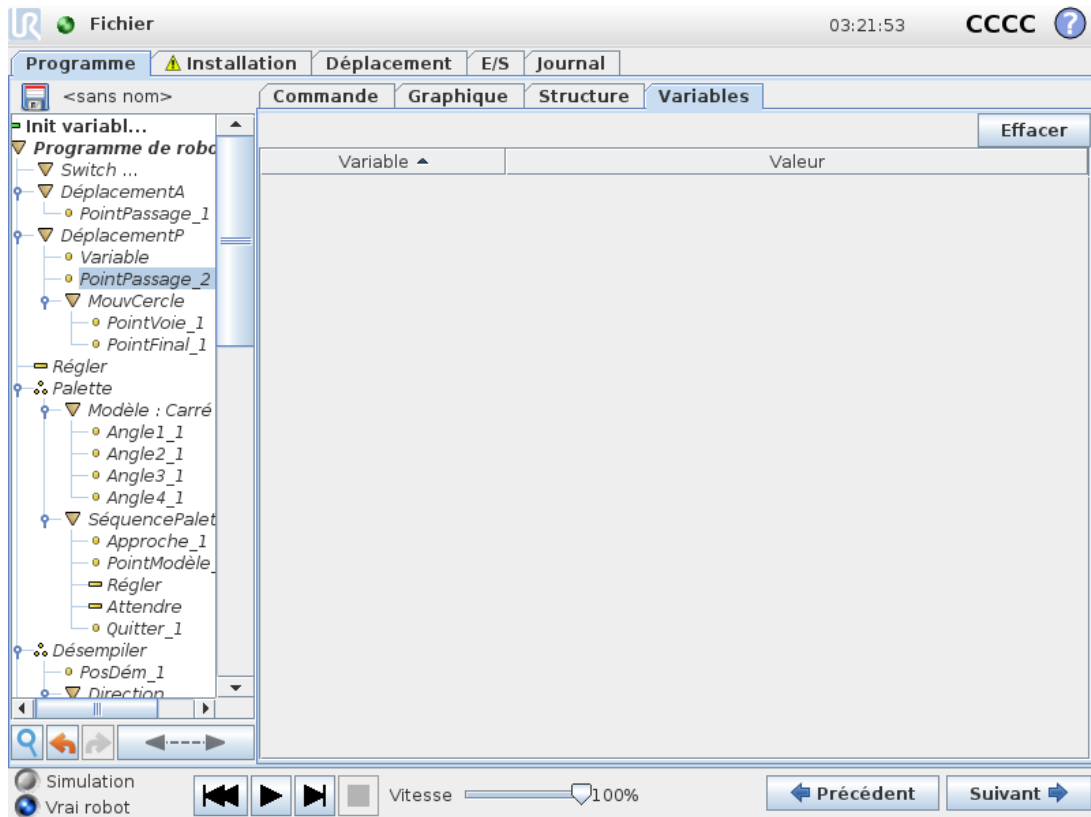 Fichier 03:21:53 CCCC ?
Programme Installation Déplacement E/S Journal
<sans nom> Commande Graphique Structure Variables
Effacer
Variable Valeur
Init variabl...
Programme de robo
Switch ...
DéplacementA
PointPassage_1
DéplacementP
Variable
PointPassage_2
MouvCercle
PointVoie_1
PointFinal_1
Régler
Palette
Modèle : Carré
Angle1_1
Angle2_1
Angle3_1
Angle4_1
SéquencePalet
Approche_1
PointModèle_
Régler
Attendre
Quitter_1
Désempiler
PosDém_1
Direction
Simulation
Vrai robot
Vitesse 100%
Précédent Suivant